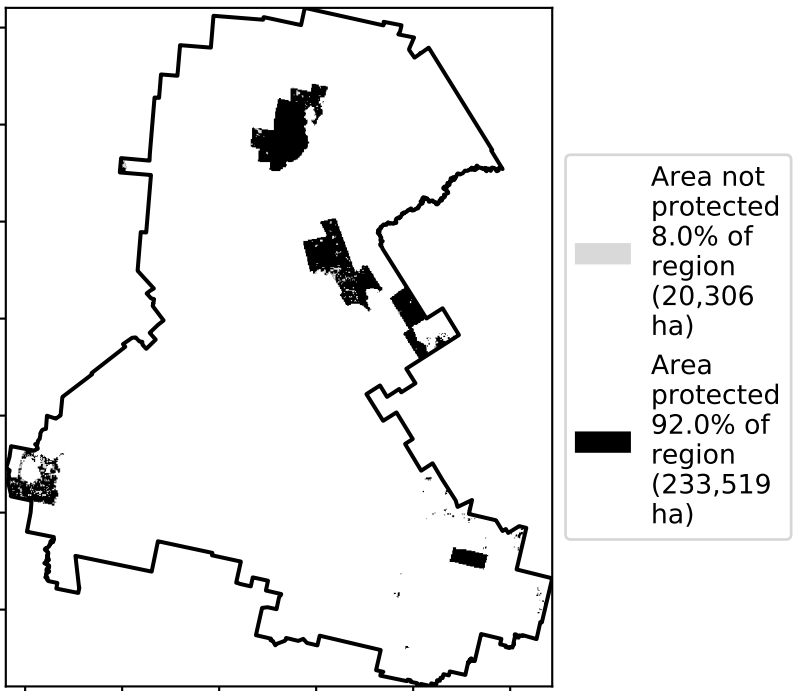 Area not
protected
8.0% of
region
(20,306
ha)
Area
protected
92.0% of
region
(233,519
ha)